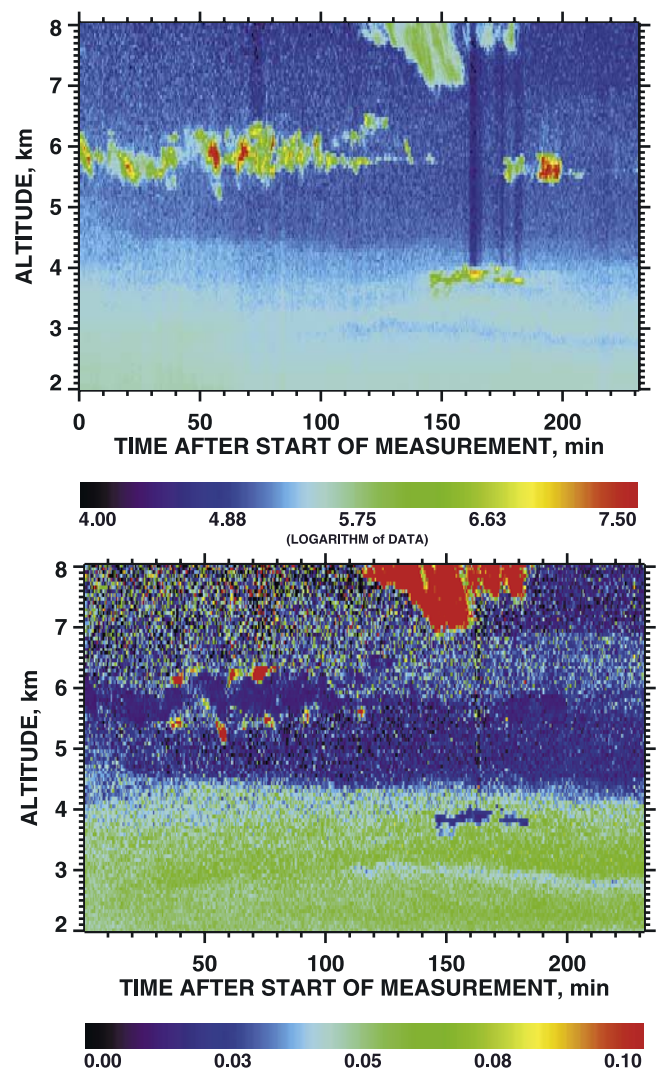 8
7
6
5
4
3
2
ALTITUDE, km
0 50 100 150 200
TIME AFTER START OF MEASUREMENT, min
4.00 4.88 5.75 6.63 7.50
(LOGARITHM of DATA)
8
7
6
5
4
3
2
ALTITUDE, km
50 100 150 200
TIME AFTER START OF MEASUREMENT, min
0.00 0.03 0.05 0.08 0.10